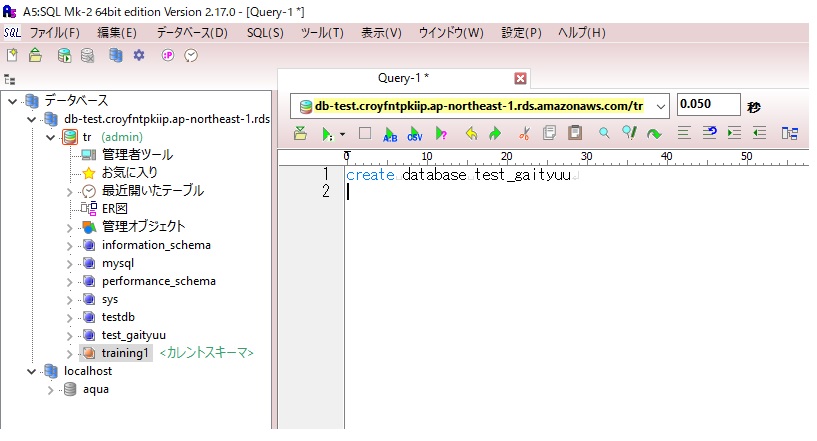 A5:SQL Mk-2 64bit edition Version 2.17.0 - [Query-1 *]
SQL ファイル(F) 編集(E) データベース(D) SQL(S) ツール(T) 表示(V) ウインドウ(W) 設定(P) ヘルプ(H)
Query-1 *
データベース
db-test.croyfntpkiip.ap-northeast-1.rds
tr (admin)
管理者ツール
お気に入り
最近開いたテーブル
ER図
管理オブジェクト
information_schema
mysql
performance_schema
sys
testdb
test_gaityuu
training1 <カレントスキーマ>
localhost
aqua
db-test.croyfntpkiip.ap-northeast-1.rds.amazonaws.com/tr 0.050 秒
A:B CSV
0 10 20 30 40 50
1 create database test_gaityuu
2